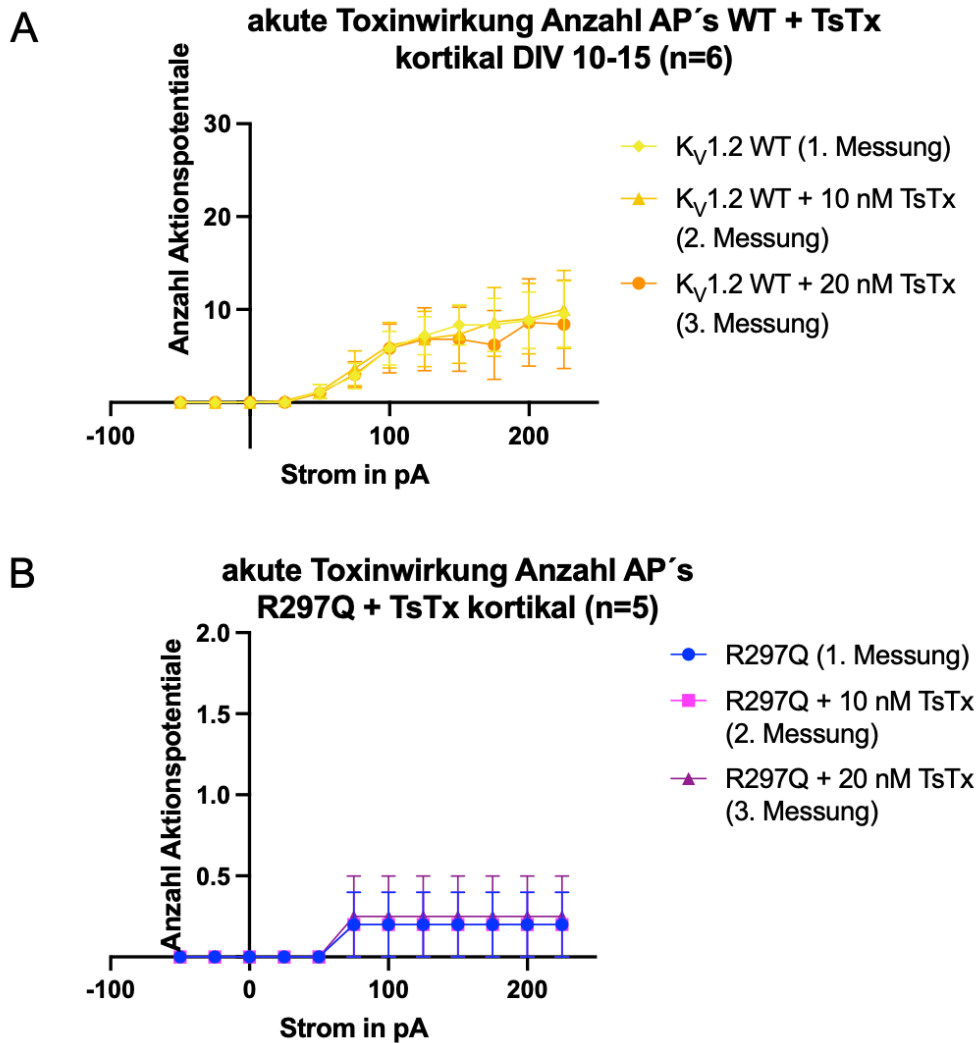 A
akute Toxinwirkung Anzahl AP´s WT + TsTx
kortikal DIV 10-15 (n=6)
Anzahl Aktionspotentiale
30
20
10
-100
100
200
Strom in pA
KV1.2 WT (1. Messung)
KV1.2 WT + 10 nM TsTx
(2. Messung)
KV1.2 WT + 20 nM TsTx
(3. Messung)
B
akute Toxinwirkung Anzahl AP´s
R297Q + TsTx kortikal (n=5)
Anzahl Aktionspotentiale
2.0
1.5
1.0
0.5
-100
0
100
200
Strom in pA
R297Q (1. Messung)
R297Q + 10 nM TsTx
(2. Messung)
R297Q + 20 nM TsTx
(3. Messung)